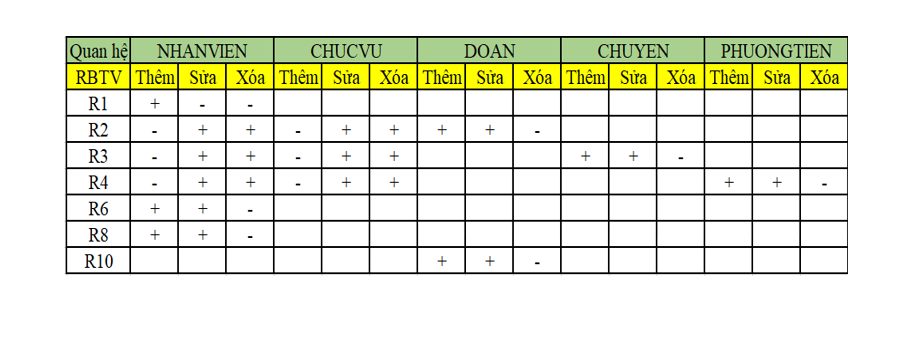 Quan hệ NHANVIEN CHUCVU DOAN CHUYEN PHUONGTIEN
RBTV Thêm Sửa Xóa Thêm Sửa Xóa Thêm Sửa Xóa Thêm Sửa Xóa Thêm Sửa Xóa
R1 + - -
R2 - + + - + + + + -
R3 - + + - + + + + -
R4 - + + - + + + + -
R6 + + -
R8 + + -
R10 + + -